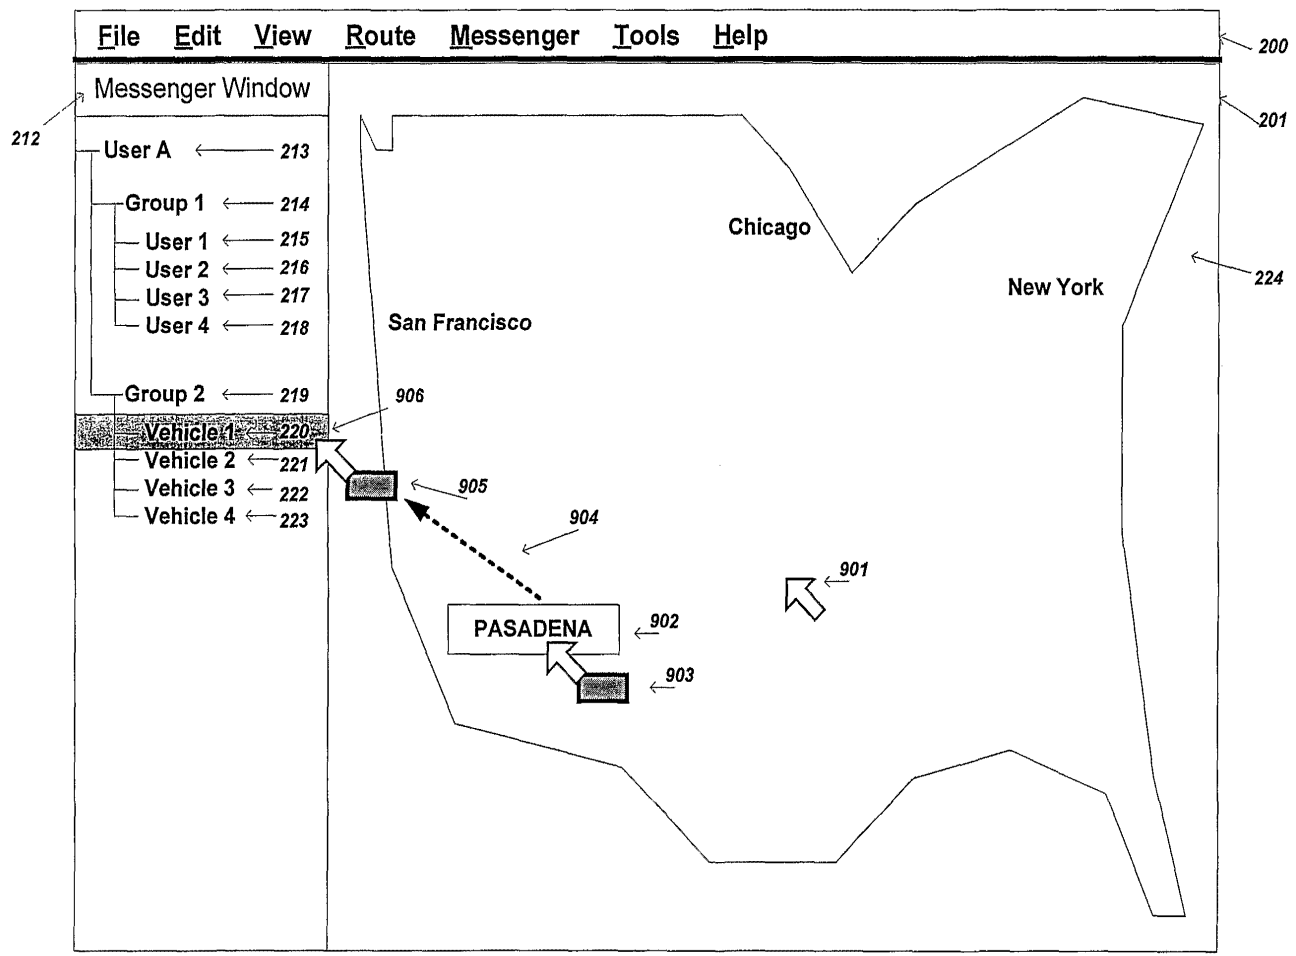 File Edit View Route Messenger Tools Help
200
Messenger Window
201
212
User A 213
Group 1 214
User 1 215
User 2 216
User 3 217
User 4 218
Chicago
New York
224
San Francisco
Group 2 219
906
Vehicle 1 220
Vehicle 2 221
Vehicle 3 222
Vehicle 4 223
905
904
901
PASADENA 902
903